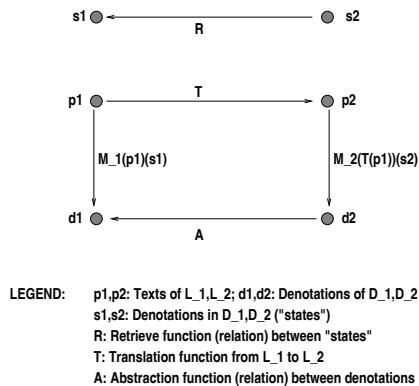 s1 s2
R
p1 T p2
M_1(p1)(s1) M_2(T(p1))(s2)
d1 d2
A
LEGEND: p1,p2: Texts of L_1,L_2; d1,d2: Denotations of D_1,D_2
s1,s2: Denotations in D_1,D_2 ("states")
R: Retrieve function (relation) between "states"
T: Translation function from L_1 to L_2
A: Abstraction function (relation) between denotations